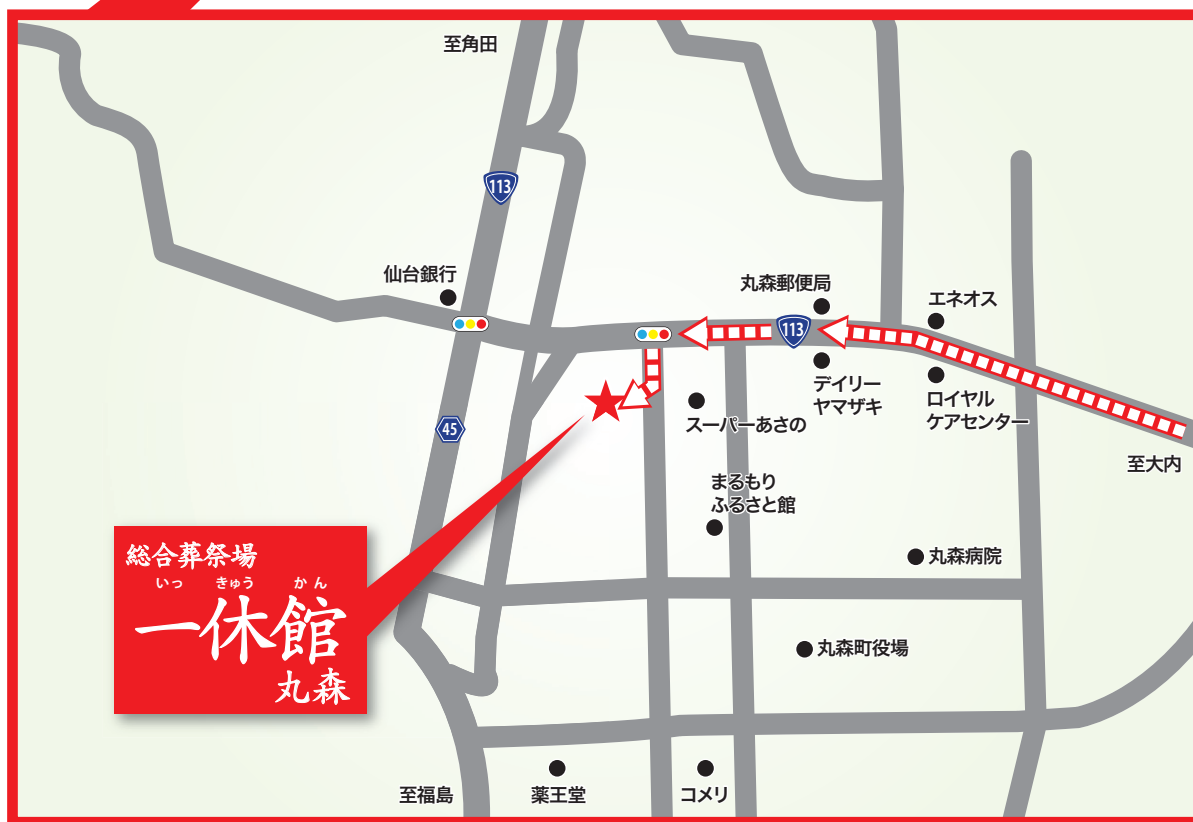 至角田
113
仙台銀行
丸森郵便局
エネオス
113
デイリー
ヤマザキ
ロイヤル
ケアセンター
45
スーパーあさの
至大内
まるもり
ふるさと館
総合葬祭場
いっ きゅう かん
一休館
丸森
丸森病院
丸森町役場
至福島
薬王堂
コメリ